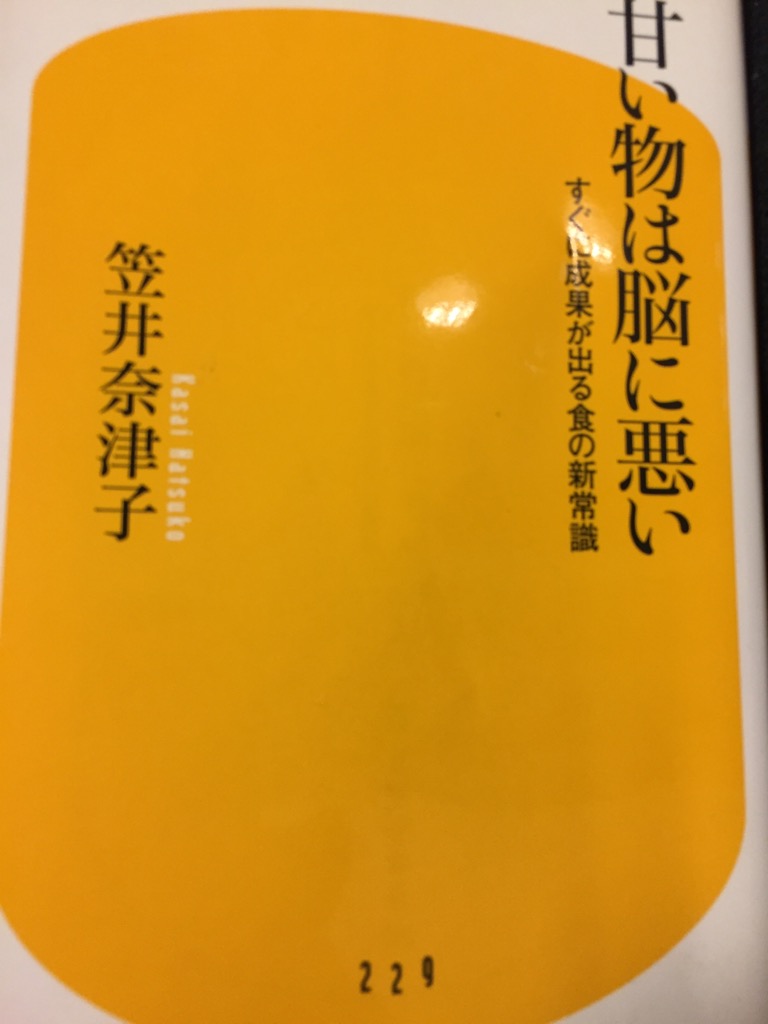 甘い物は脳に悪い
すぐに成果が出る食の新常識
笠井奈津子
Kasai Natsuko
229